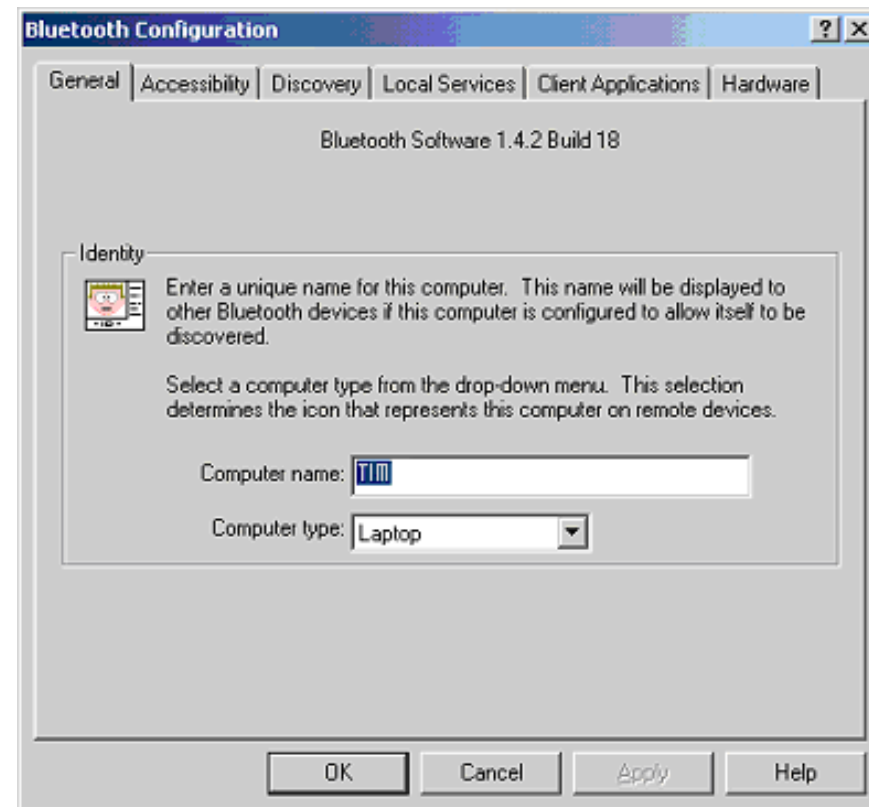 Bluetooth Configuration
General Accessibility Discovery Local Services Client Applications Hardware
Bluetooth Software 1.4.2 Build 18
Identity
Enter a unique name for this computer. This name will be displayed to
other Bluetooth devices if this computer is configured to allow itself to be
discovered.
Select a computer type from the drop-down menu. This selection
determines the icon that represents this computer on remote devices.
Computer name: TIM
Computer type: Laptop
OK Cancel Apply Help